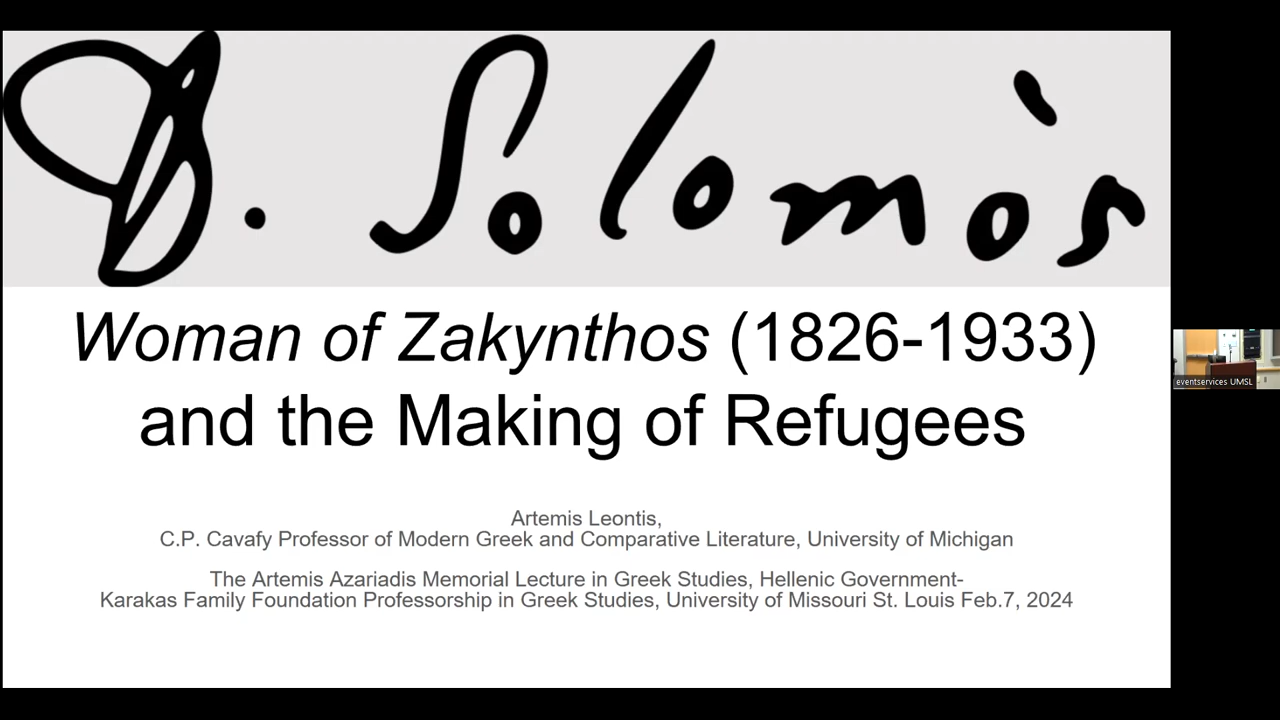 D. Solomòs
Woman of Zakynthos (1826-1933)
and the Making of Refugees
Artemis Leontis,
C.P. Cavafy Professor of Modern Greek and Comparative Literature, University of Michigan
The Artemis Azariadis Memorial Lecture in Greek Studies, Hellenic Government-
Karakas Family Foundation Professorship in Greek Studies, University of Missouri St. Louis Feb.7, 2024
eventservices UMSL